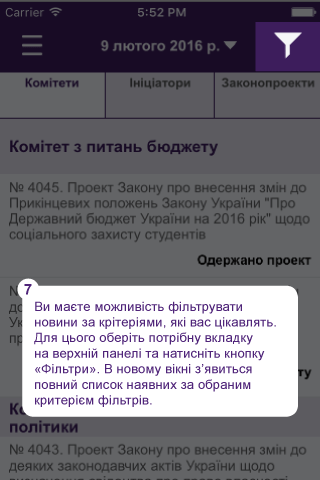 Carrier 5:52 PM
9 лютого 2016 р.
Комітети Ініціатори Законопроекти
Комітет з питань бюджету
№ 4045. Проект Закону про внесення змін до
Прикінцевих положень Закону України "Про
Державний бюджет України на 2016 рік" щодо
соціального захисту студентів
Одержано проект
7
Ви маєте можливість фільтрувати
новини за крітеріями, які вас цікавлять.
Для цього оберіть потрібну вкладку
на верхній панелі та натисніть кнопку
«Фільтри». В новому вікні з’явиться
повний список наявних за обраним
критерієм фільтрів.
політики
№ 4043. Проект Закону про внесення змін до
деяких законодавчих актів України щодо